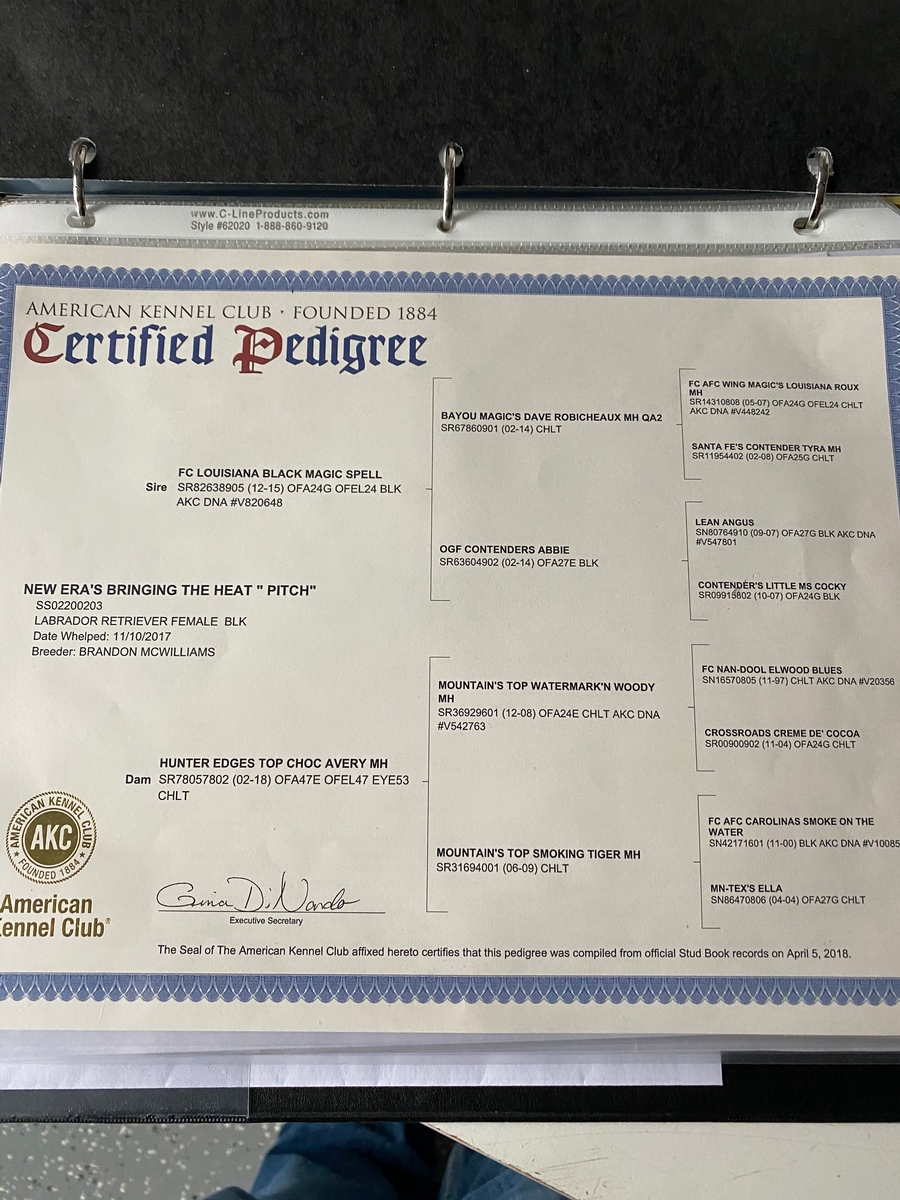 www.C-LineProducts.com
Style #62020 1-888-860-9120
AMERICAN KENNEL CLUB · FOUNDED 1884
Certified Pedigree
FC AFC WING MAGIC'S LOUISIANA ROUX
MH
SR14310808 (05-07) OFA24G OFEL24 CHLT
AKC DNA #V448242
BAYOU MAGIC'S DAVE ROBICHEAUX MH QA2
SR67860901 (02-14) CHLT
SANTA FE'S CONTENDER TYRA MH
SR11954402 (02-08) OFA25G CHLT
FC LOUISIANA BLACK MAGIC SPELL
Sire SR82638905 (12-15) OFA24G OFEL24 BLK
AKC DNA #V820648
LEAN ANGUS
SN80764910 (09-07) OFA27G BLK AKC DNA
#V547801
OGF CONTENDERS ABBIE
SR63604902 (02-14) OFA27E BLK
CONTENDER'S LITTLE MS COCKY
SR09915802 (10-07) OFA24G BLK
NEW ERA'S BRINGING THE HEAT " PITCH"
SS02200203
LABRADOR RETRIEVER FEMALE BLK
Date Whelped: 11/10/2017
Breeder: BRANDON MCWILLIAMS
FC NAN-DOOL ELWOOD BLUES
SN16570805 (11-97) CHLT AKC DNA #V20356
MOUNTAIN'S TOP WATERMARK'N WOODY
MH
SR36929601 (12-08) OFA24E CHLT AKC DNA
#V542763
CROSSROADS CREME DE' COCOA
SR00900902 (11-04) OFA24G CHLT
HUNTER EDGES TOP CHOC AVERY MH
Dam SR78057802 (02-18) OFA47E OFEL47 EYE53
CHLT
FC AFC CAROLINAS SMOKE ON THE
WATER
SN42171601 (11-00) BLK AKC DNA #V10085
MOUNTAIN'S TOP SMOKING TIGER MH
SR31694001 (06-09) CHLT
MN-TEX'S ELLA
SN86470806 (04-04) OFA27G CHLT
AMERICAN KENNEL CLUB
AKC
FOUNDED 1884
American
Kennel Club®
Gina DiNardo
Executive Secretary
The Seal of The American Kennel Club affixed hereto certifies that this pedigree was compiled from official Stud Book records on April 5, 2018.